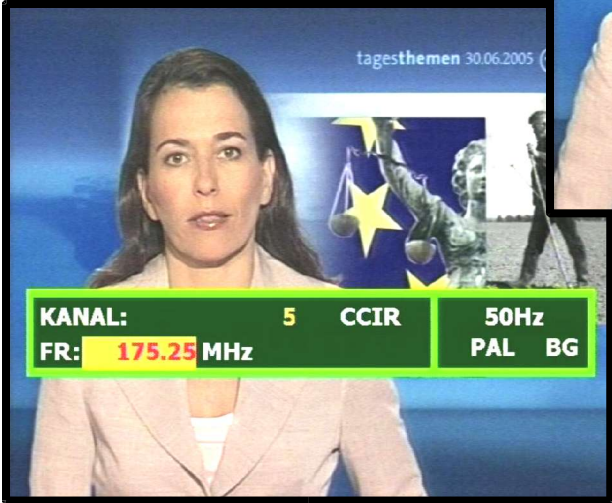 tagesthemen 30.06.2005
KANAL: 5 CCIR
50Hz
FR: 175.25 MHz
PAL BG